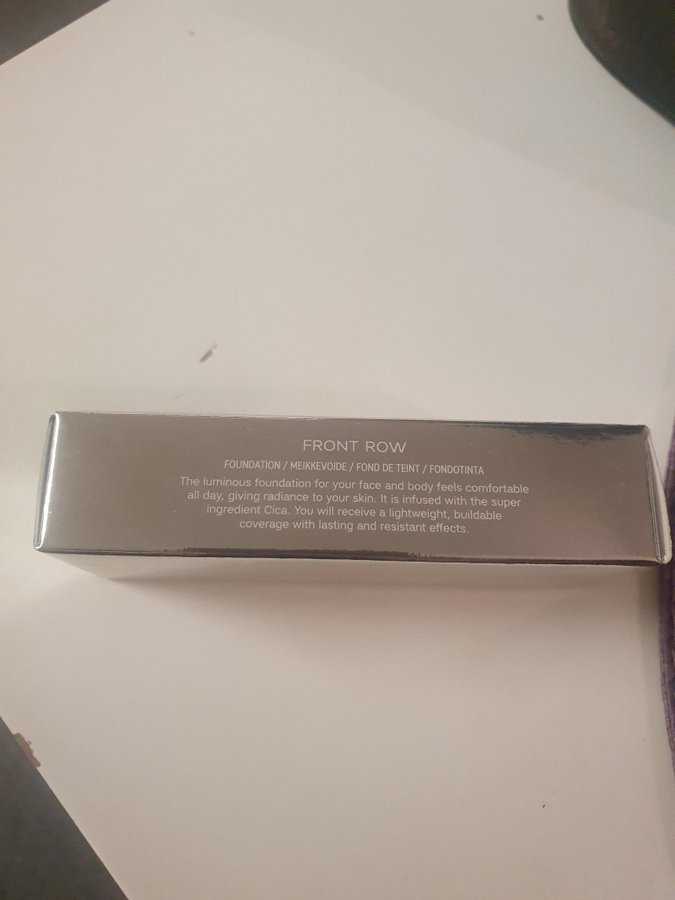 FRONT ROW
FOUNDATION / MEIKKEVOIDE / FOND DE TEINT / FONDOTINTA
The luminous foundation for your face and body feels comfortable
all day, giving radiance to your skin. It is infused with the super
ingredient Cica. You will receive a lightweight, buildable
coverage with lasting and resistant effects.